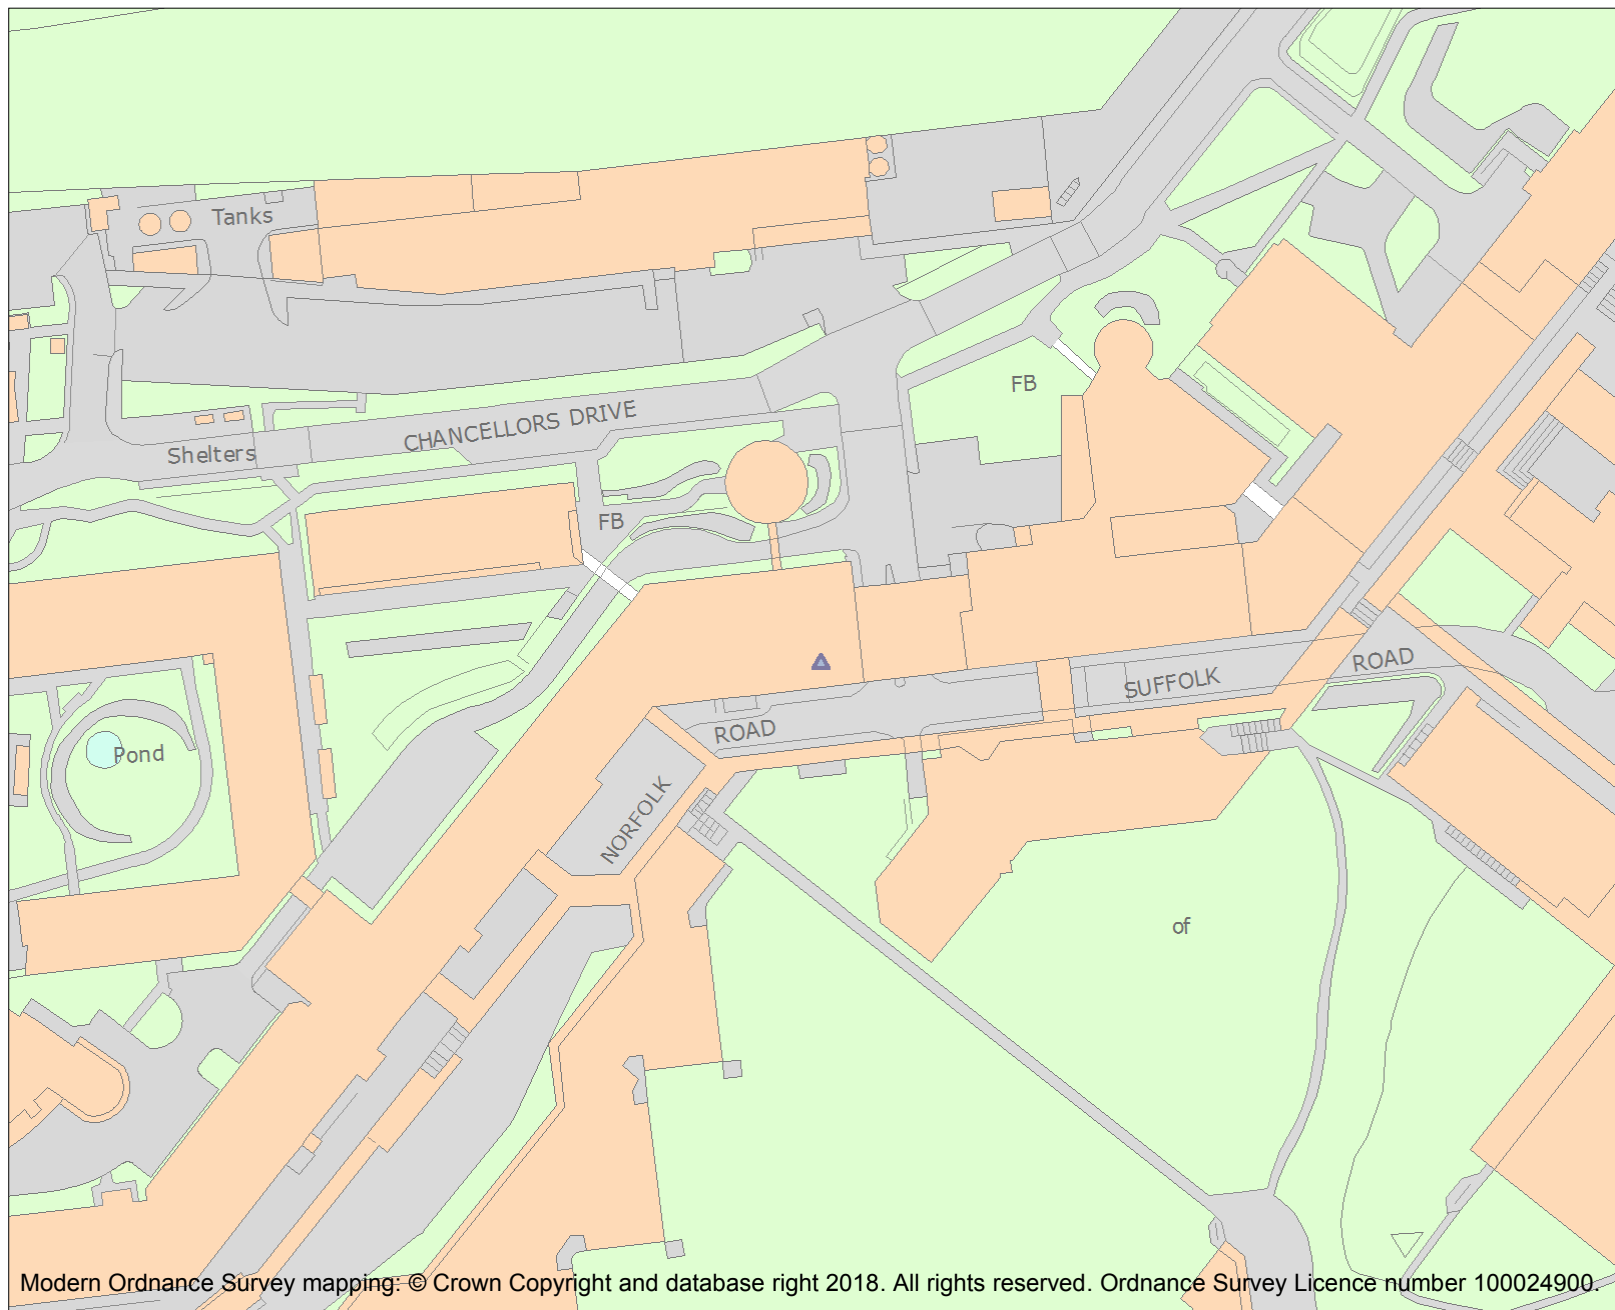 Tanks
FB
CHANCELLORS DRIVE
Shelters
FB
ROAD
SUFFOLK
ROAD
Pond
NORFOLK
of
Modern Ordnance Survey mapping: © Crown Copyright and database right 2018. All rights reserved. Ordnance Survey Licence number 100024900.